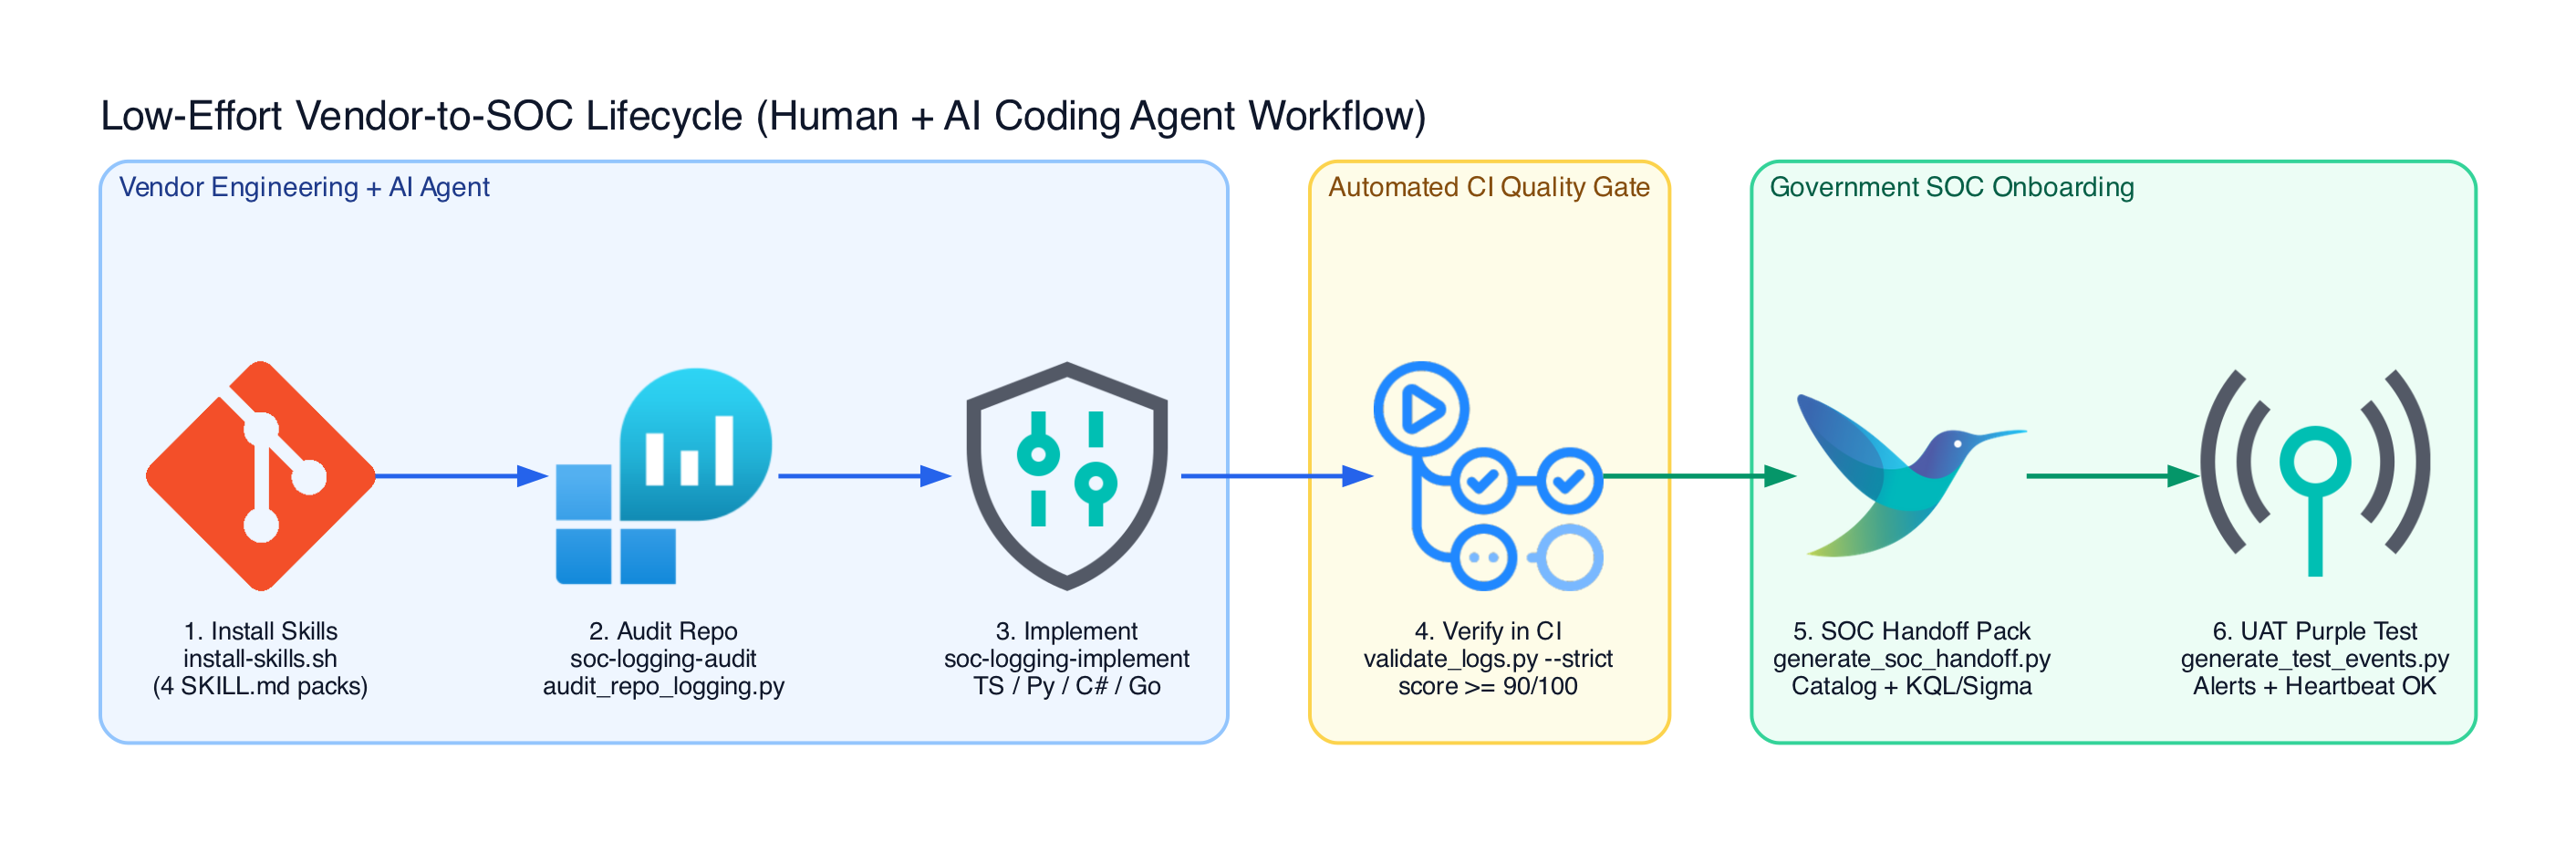 Low-Effort Vendor-to-SOC Lifecycle (Human + AI Coding Agent Workflow)
Vendor Engineering + AI Agent
1. Install Skills
install-skills.sh
(4 SKILL.md packs)
2. Audit Repo
soc-logging-audit
audit_repo_logging.py
3. Implement
soc-logging-implement
TS / Py / C# / Go
Automated CI Quality Gate
4. Verify in CI
validate_logs.py --strict
score >= 90/100
Government SOC Onboarding
5. SOC Handoff Pack
generate_soc_handoff.py
Catalog + KQL/Sigma
6. UAT Purple Test
generate_test_events.py
Alerts + Heartbeat OK